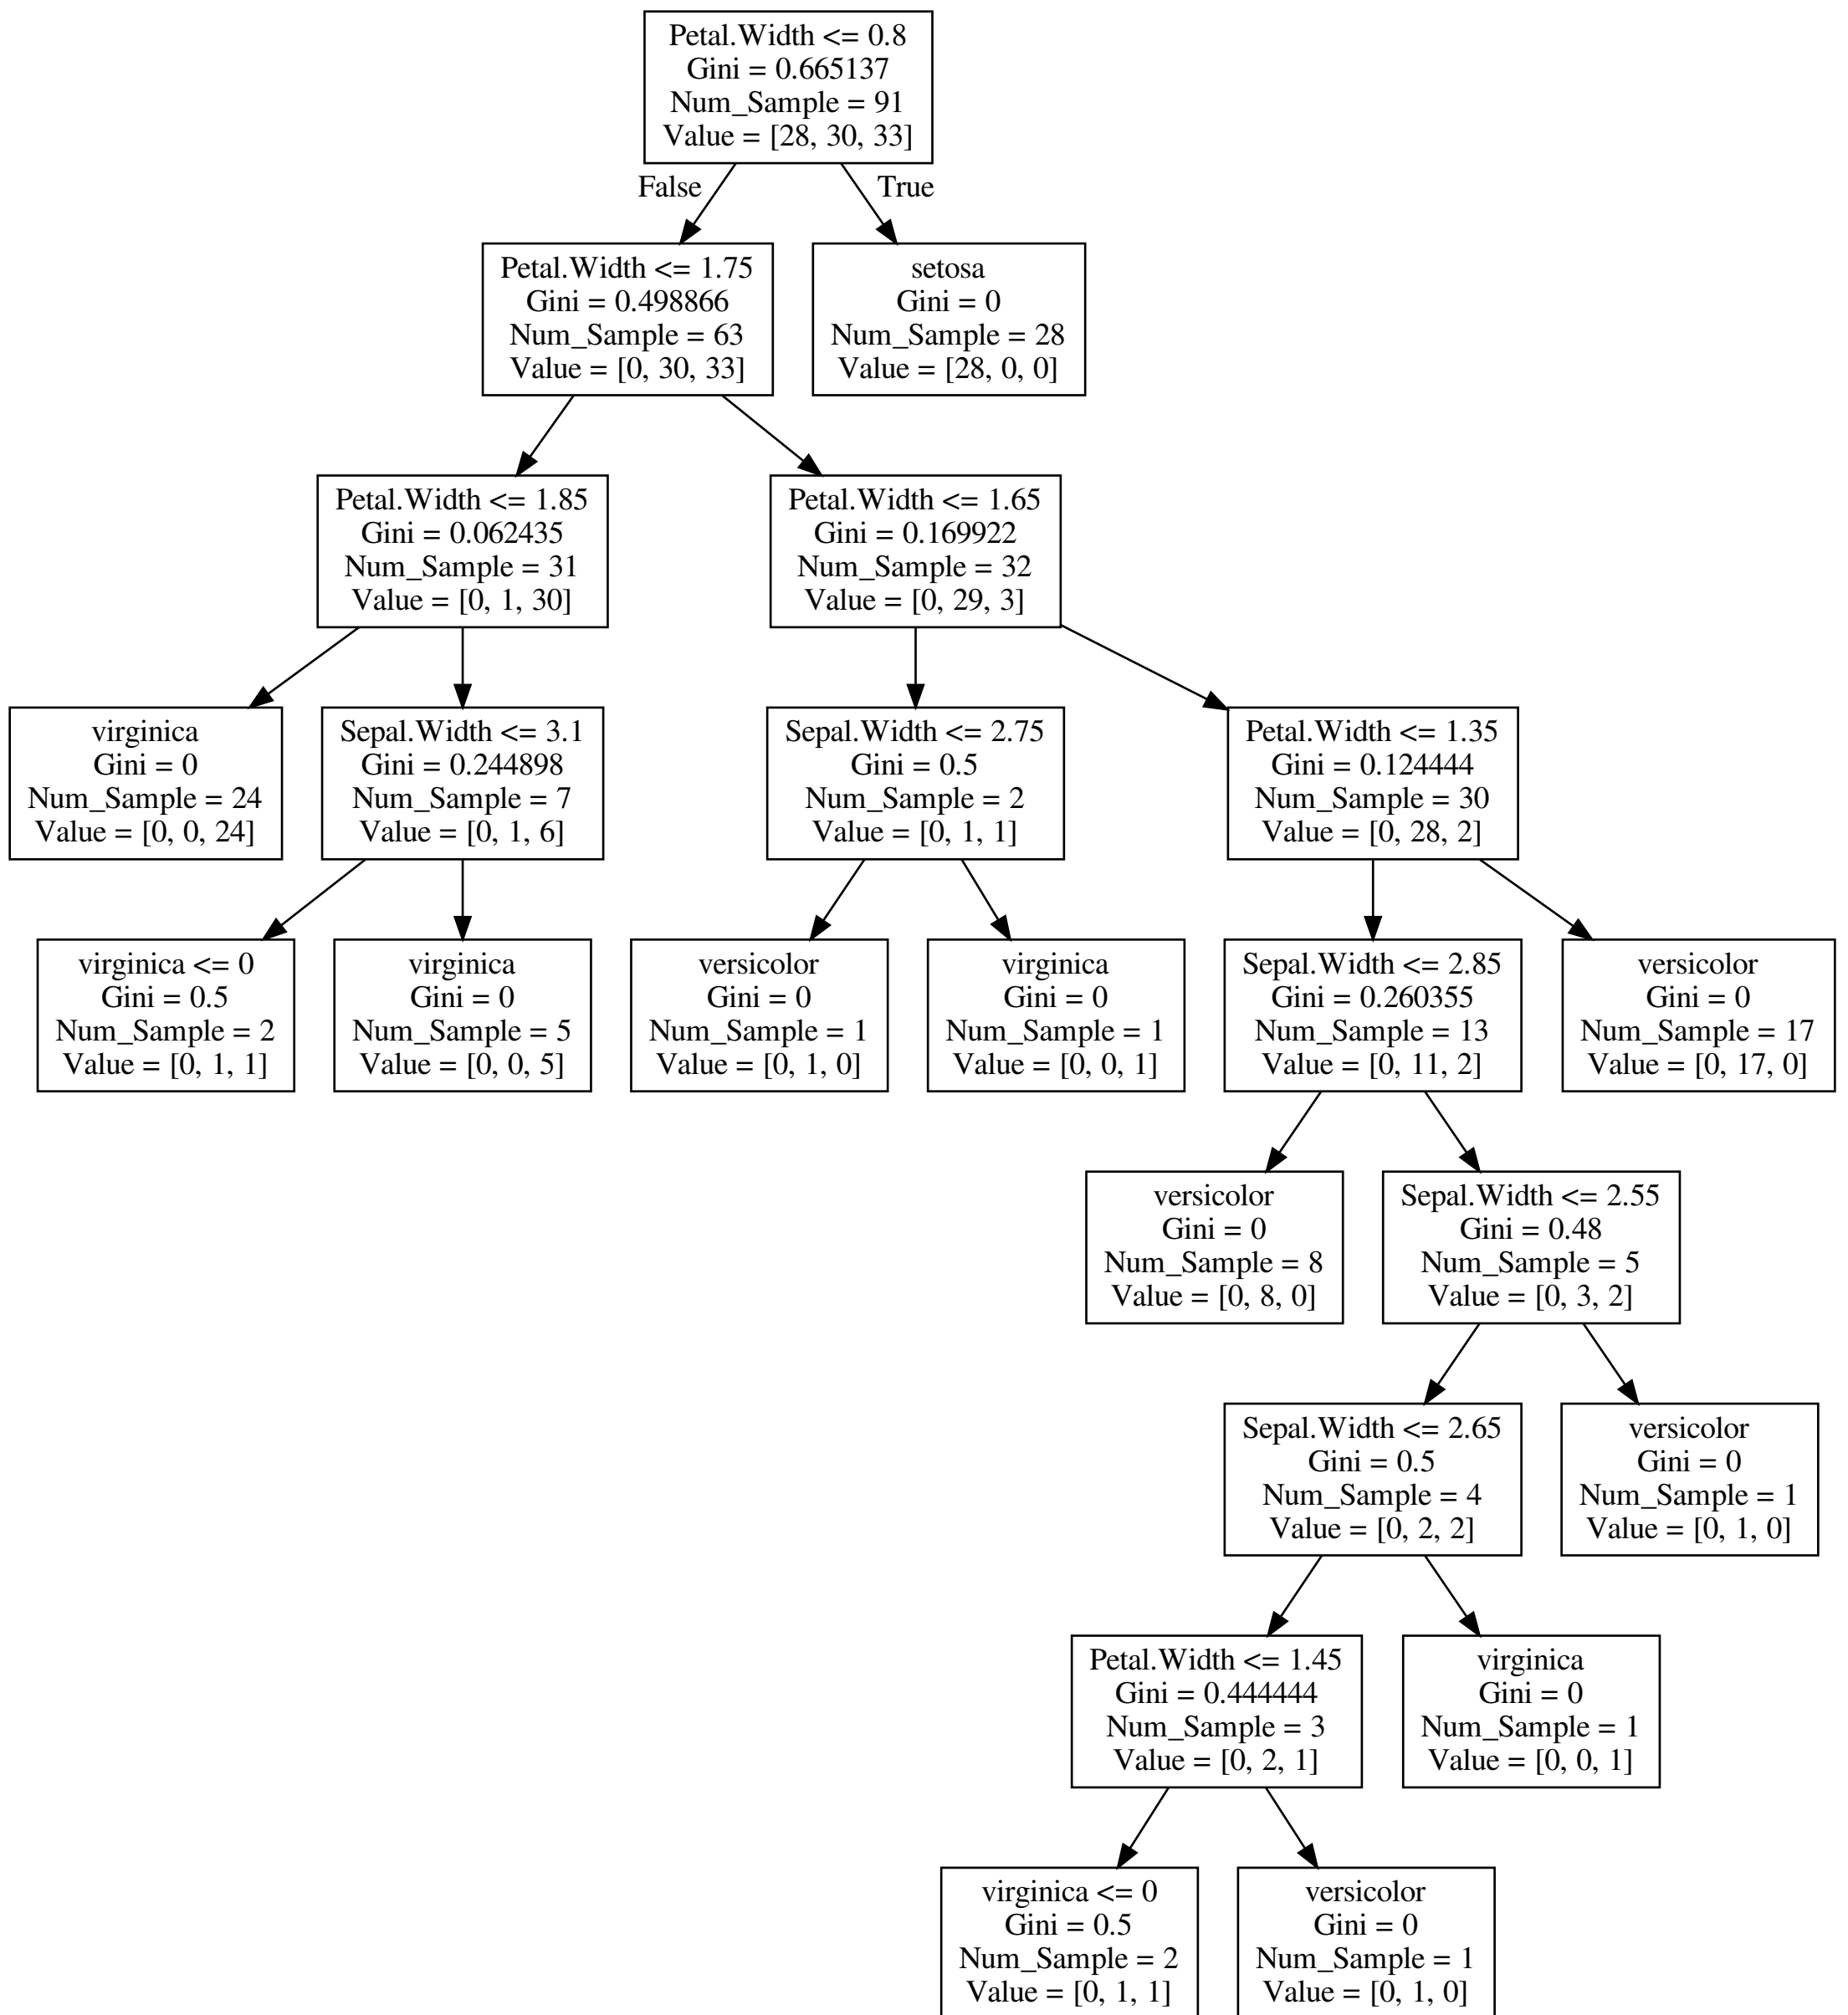 Petal.Width <= 0.8
Gini = 0.665137
Num_Sample = 91
Value = [28, 30, 33]
False
True
Petal.Width <= 1.75
Gini = 0.498866
Num_Sample = 63
Value = [0, 30, 33]
setosa
Gini = 0
Num_Sample = 28
Value = [28, 0, 0]
Petal.Width <= 1.85
Gini = 0.062435
Num_Sample = 31
Value = [0, 1, 30]
Petal.Width <= 1.65
Gini = 0.169922
Num_Sample = 32
Value = [0, 29, 3]
virginica
Gini = 0
Num_Sample = 24
Value = [0, 0, 24]
Sepal.Width <= 3.1
Gini = 0.244898
Num_Sample = 7
Value = [0, 1, 6]
Sepal.Width <= 2.75
Gini = 0.5
Num_Sample = 2
Value = [0, 1, 1]
Petal.Width <= 1.35
Gini = 0.124444
Num_Sample = 30
Value = [0, 28, 2]
virginica <= 0
Gini = 0.5
Num_Sample = 2
Value = [0, 1, 1]
virginica
Gini = 0
Num_Sample = 5
Value = [0, 0, 5]
versicolor
Gini = 0
Num_Sample = 1
Value = [0, 1, 0]
virginica
Gini = 0
Num_Sample = 1
Value = [0, 0, 1]
Sepal.Width <= 2.85
Gini = 0.260355
Num_Sample = 13
Value = [0, 11, 2]
versicolor
Gini = 0
Num_Sample = 17
Value = [0, 17, 0]
versicolor
Gini = 0
Num_Sample = 8
Value = [0, 8, 0]
Sepal.Width <= 2.55
Gini = 0.48
Num_Sample = 5
Value = [0, 3, 2]
Sepal.Width <= 2.65
Gini = 0.5
Num_Sample = 4
Value = [0, 2, 2]
versicolor
Gini = 0
Num_Sample = 1
Value = [0, 1, 0]
Petal.Width <= 1.45
Gini = 0.444444
Num_Sample = 3
Value = [0, 2, 1]
virginica
Gini = 0
Num_Sample = 1
Value = [0, 0, 1]
virginica <= 0
Gini = 0.5
Num_Sample = 2
Value = [0, 1, 1]
versicolor
Gini = 0
Num_Sample = 1
Value = [0, 1, 0]